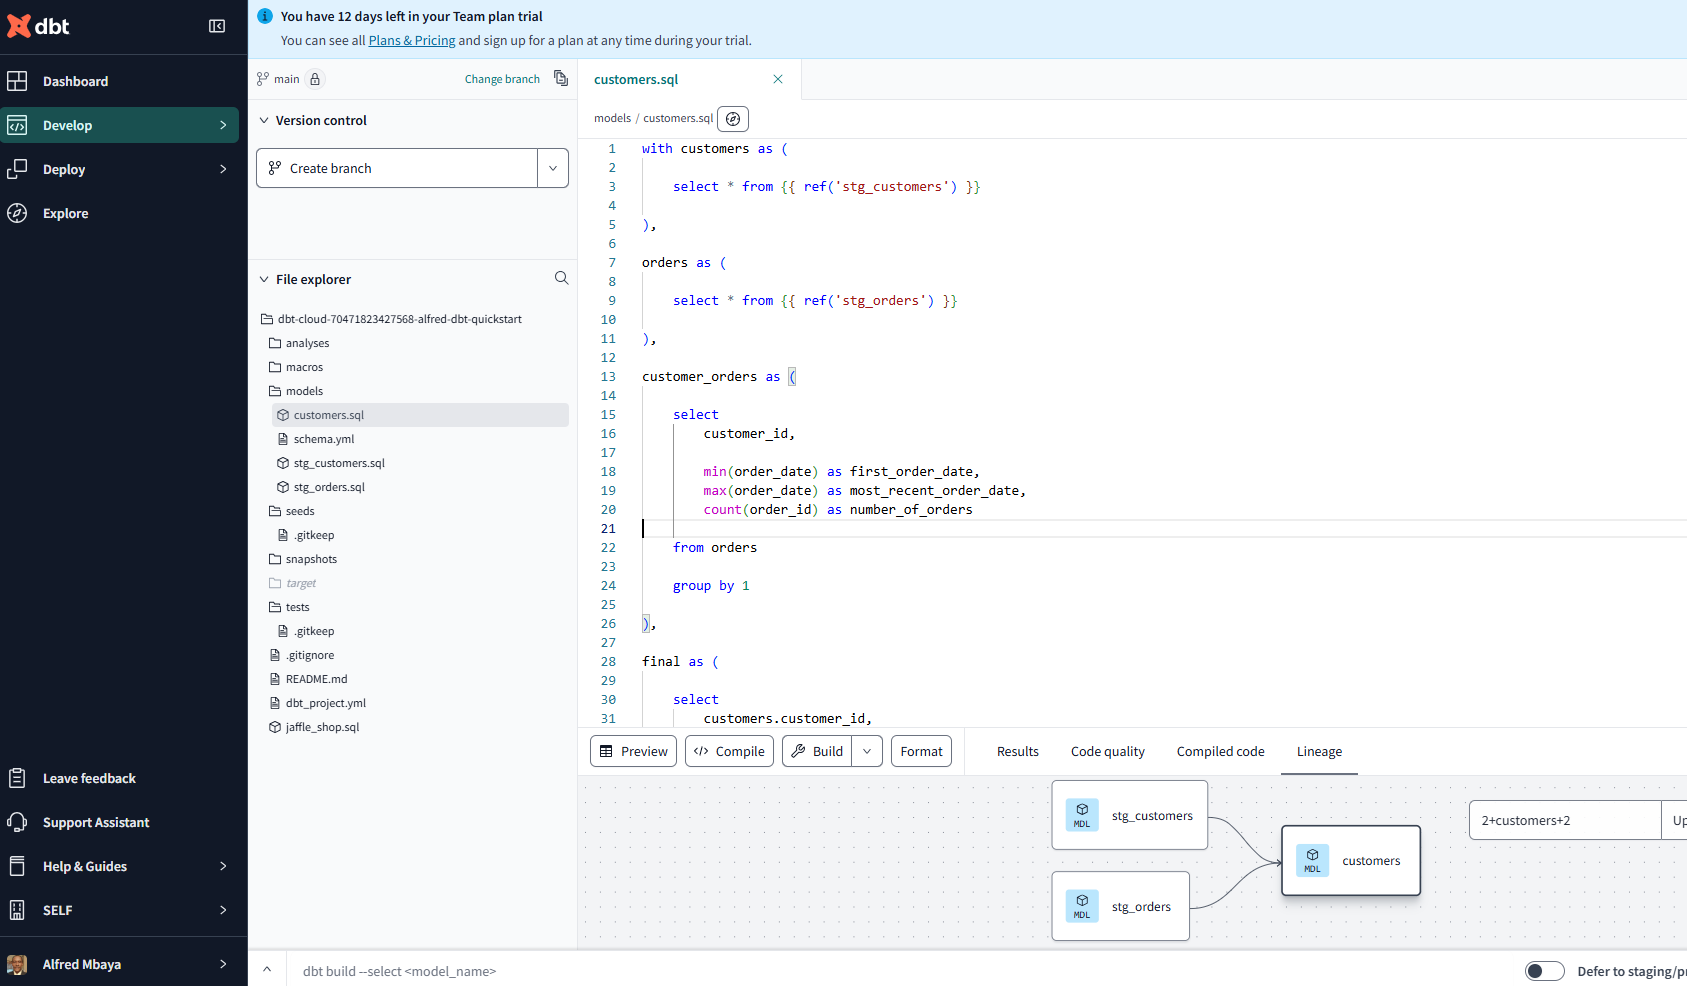 dbt
Dashboard
Develop
Deploy
Explore
Leave feedback
Support Assistant
Help & Guides
SELF
Alfred Mbaya
You have 12 days left in your Team plan trial
You can see all Plans & Pricing and sign up for a plan at any time during your trial.
main
Change branch
Version control
Create branch
File explorer
dbt-cloud-70471823427568-alfred-dbt-quickstart
analyses
macros
models
customers.sql
schema.yml
stg_customers.sql
stg_orders.sql
seeds
.gitkeep
snapshots
target
tests
.gitkeep
.gitignore
README.md
dbt_project.yml
jaffle_shop.sql
customers.sql
models / customers.sql
1 with customers as (
2
3 select * from {{ ref('stg_customers') }}
4
5 ),
6
7 orders as (
8
9 select * from {{ ref('stg_orders') }}
10
11 ),
12
13 customer_orders as (
14
15 select
16 customer_id,
17
18 min(order_date) as first_order_date,
19 max(order_date) as most_recent_order_date,
20 count(order_id) as number_of_orders
21
22 from orders
23
24 group by 1
25
26 ),
27
28 final as (
29
30 select
31 customers.customer_id,
Preview
Compile
Build
Format
Results
Code quality
Compiled code
Lineage
MDL stg_customers
MDL stg_orders
MDL customers
2+customers+2
Up
dbt build --select <model_name>
Defer to staging/pr